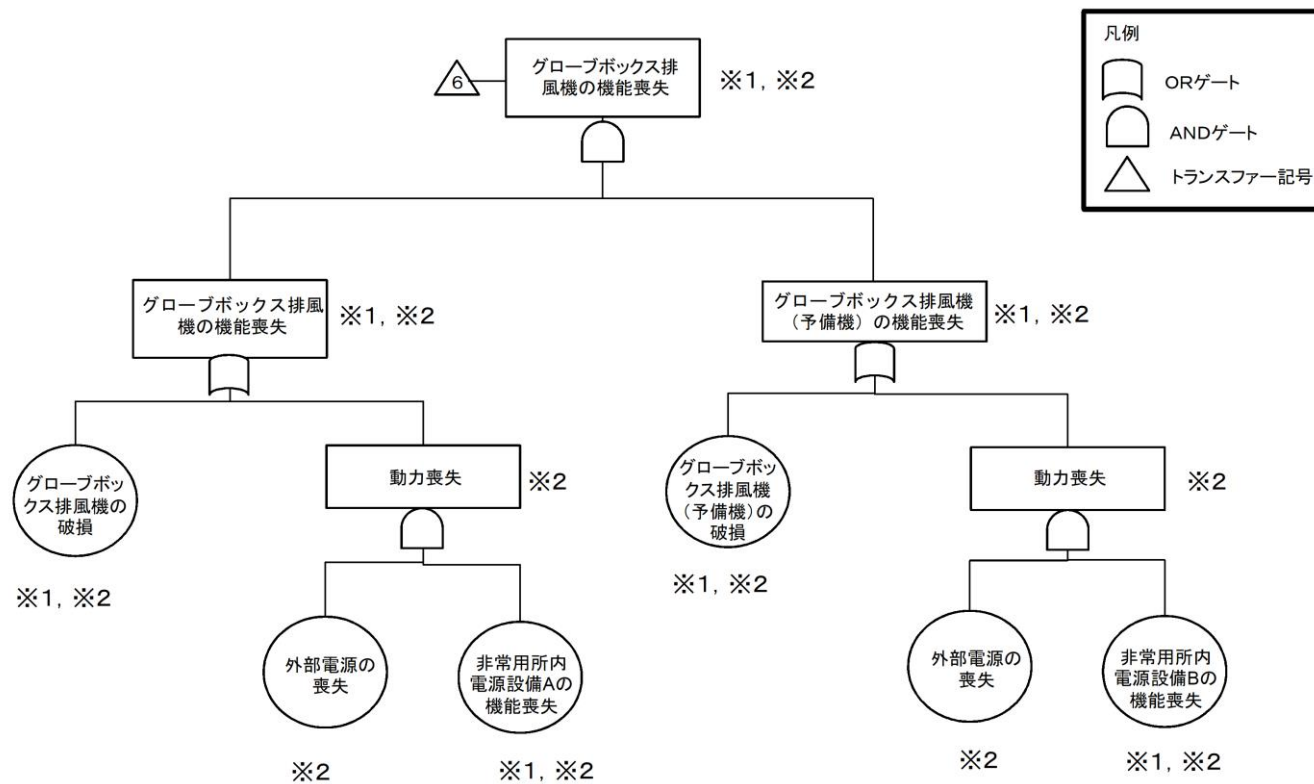 凡例
ORゲート
ANDゲート
トランスファー記号
6
グローブボックス排
風機の機能喪失
※1, ※2
グローブボックス排風
機の機能喪失
※1, ※2
グローブボックス排風機
(予備機)の機能喪失
※1, ※2
グローブボッ
クス排風機の
破損
※1, ※2
動力喪失
※2
グローブボッ
クス排風機
(予備機)の
破損
※1, ※2
動力喪失
※2
外部電源の
喪失
※2
非常用所内
電源設備Aの
機能喪失
※1, ※2
外部電源の
喪失
※2
非常用所内
電源設備Bの
機能喪失
※1, ※2